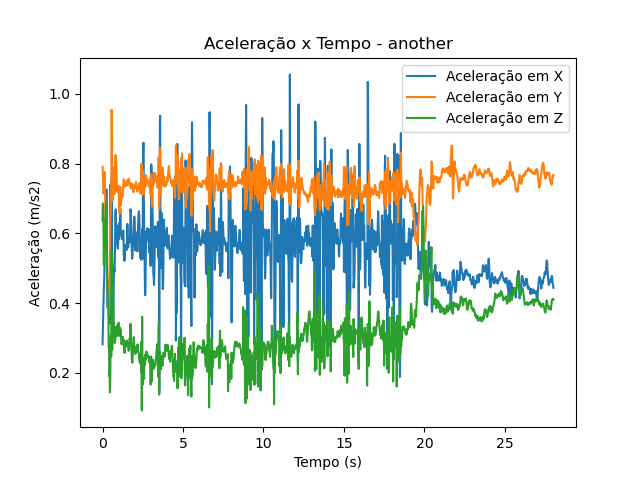 Aceleração x Tempo - another
Aceleração em X
Aceleração em Y
Aceleração em Z
Aceleração (m/s2)
1.0
0.8
0.6
0.4
0.2
0 5 10 15 20 25
Tempo (s)